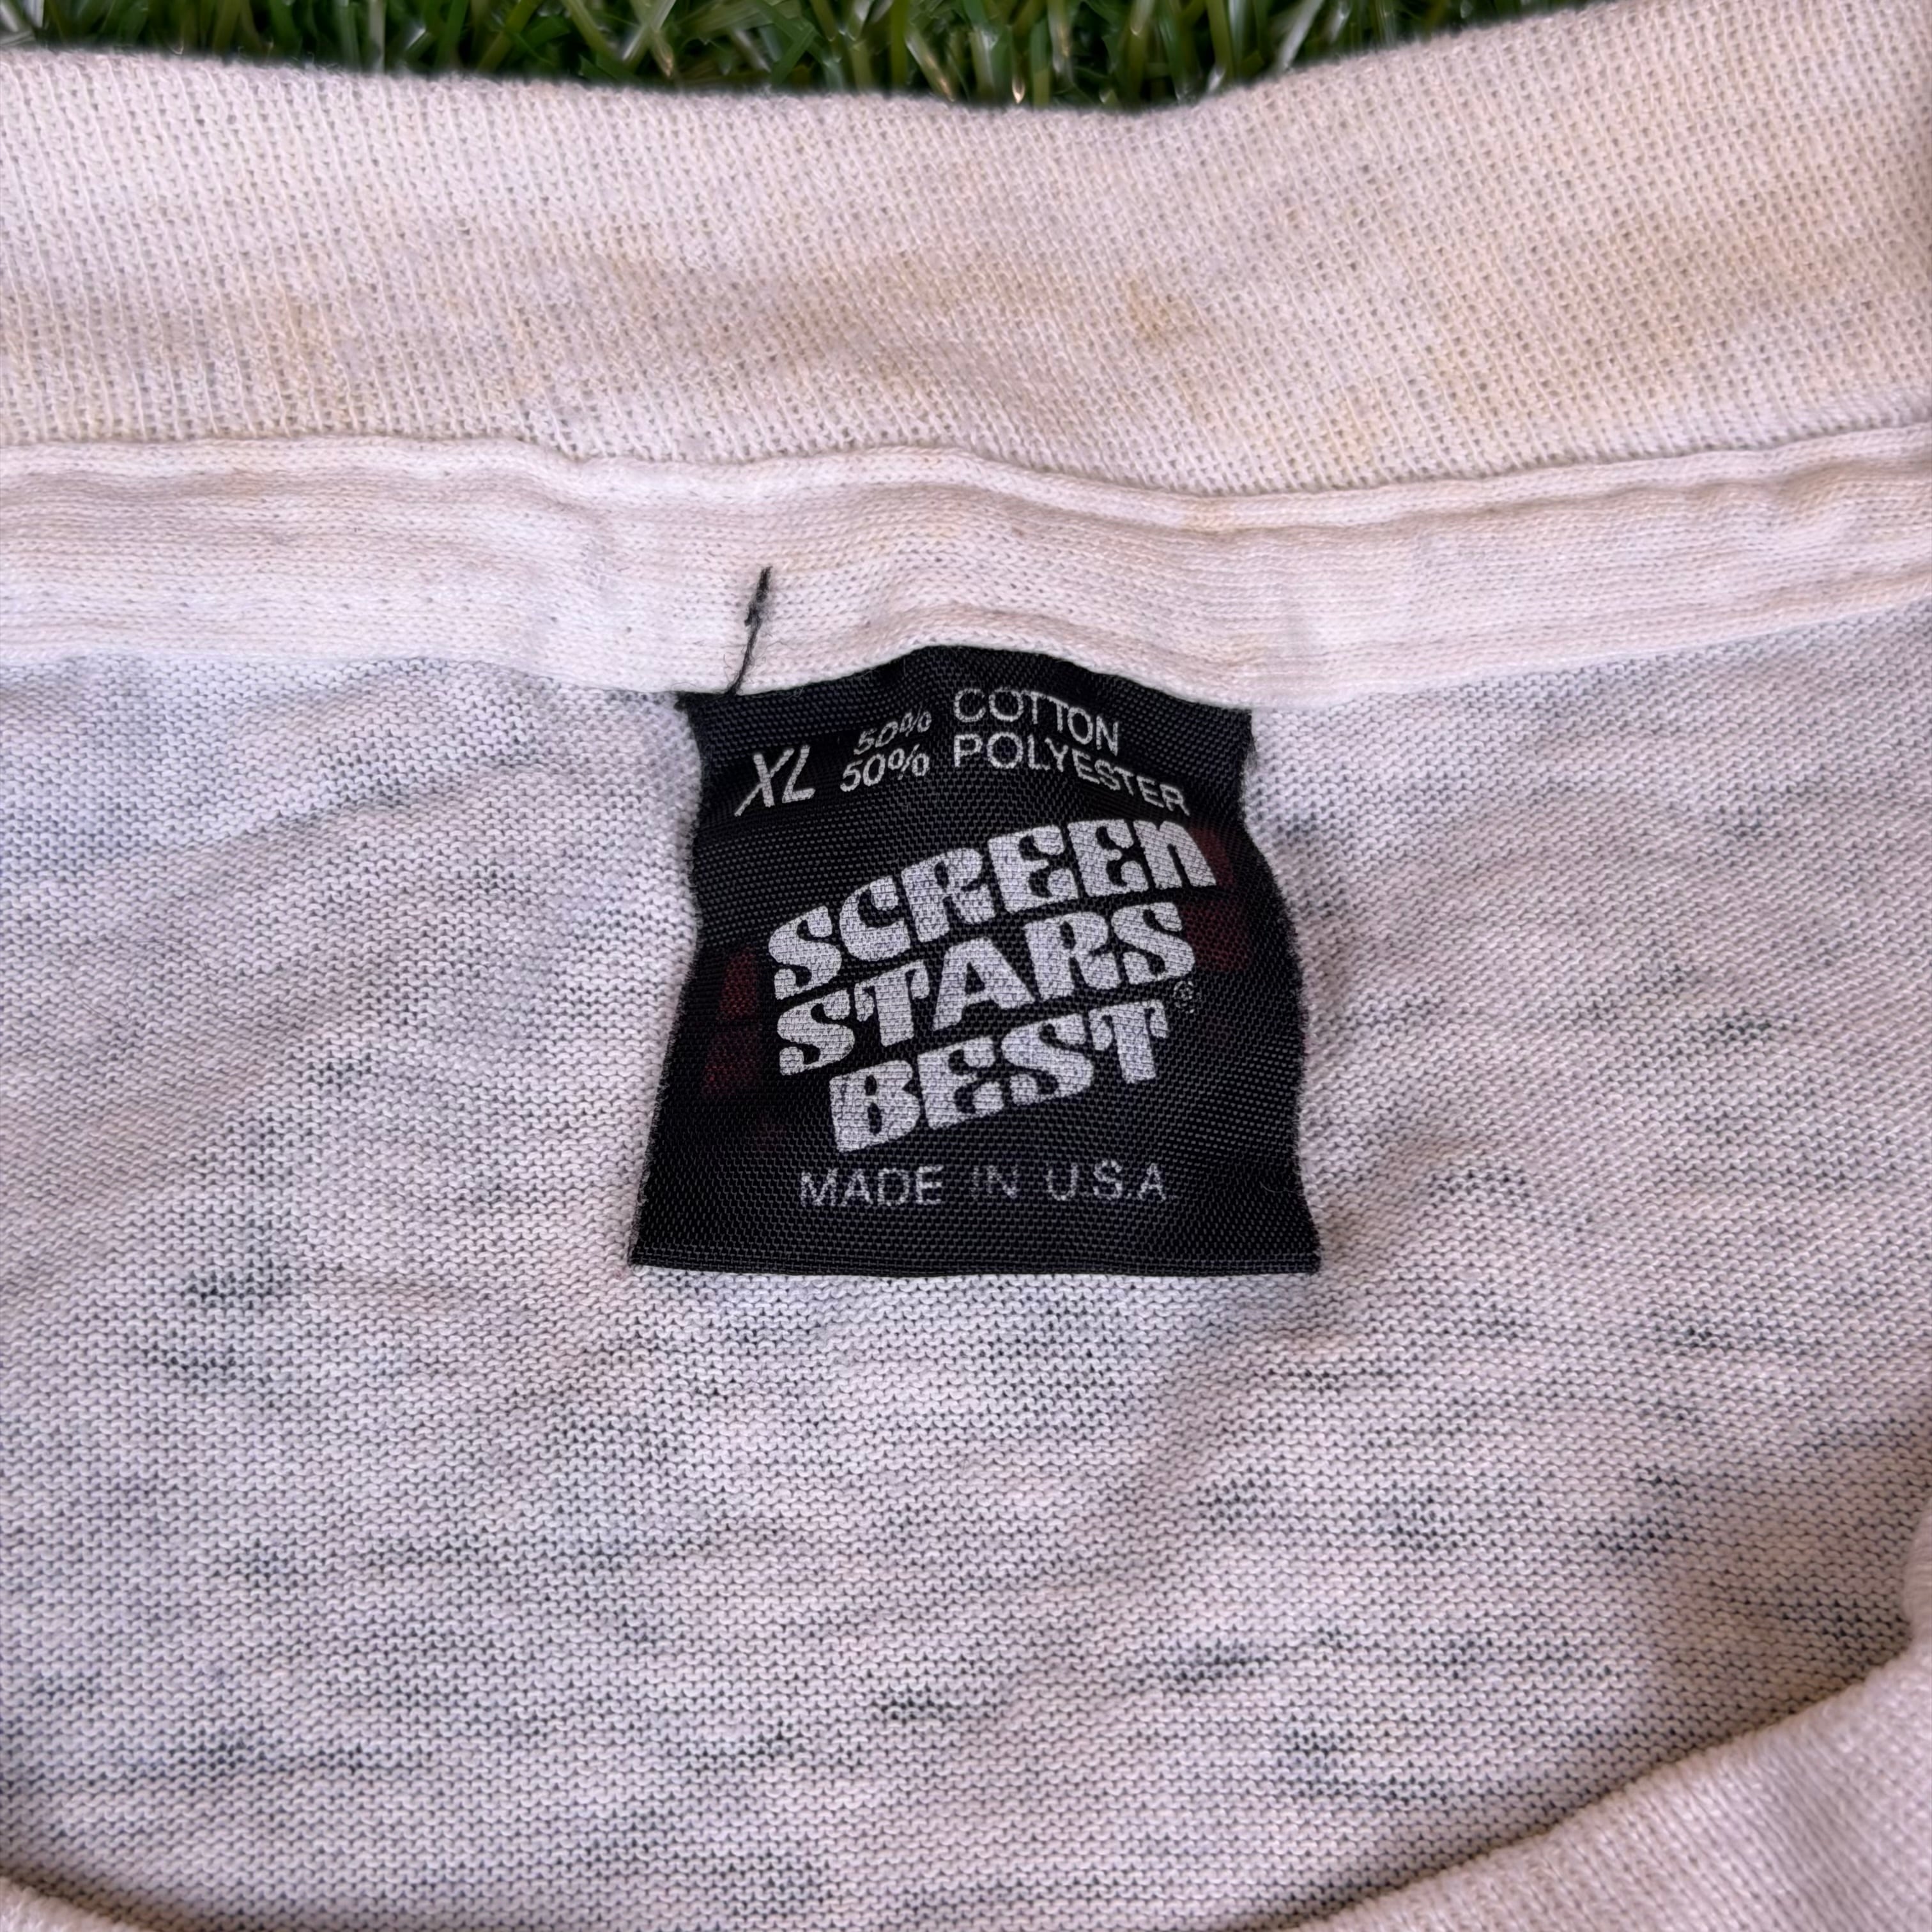 XL 50% COTTON
50% POLYESTER
SCREEN
STARS
BEST®
MADE IN U.S.A